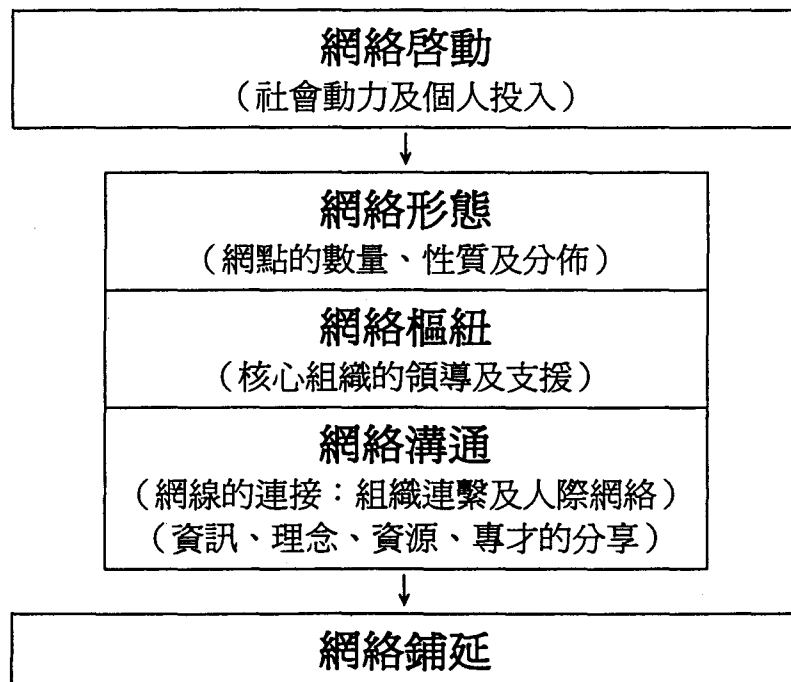 網絡啓動
（社會動力及個人投入）
網絡形態
（網點的數量、性質及分佈）
網絡樞紐
（核心組織的領導及支援）
網絡溝通
（網線的連接：組織連繫及人際網絡）
（資訊、理念、資源、專才的分享）
網絡鋪延